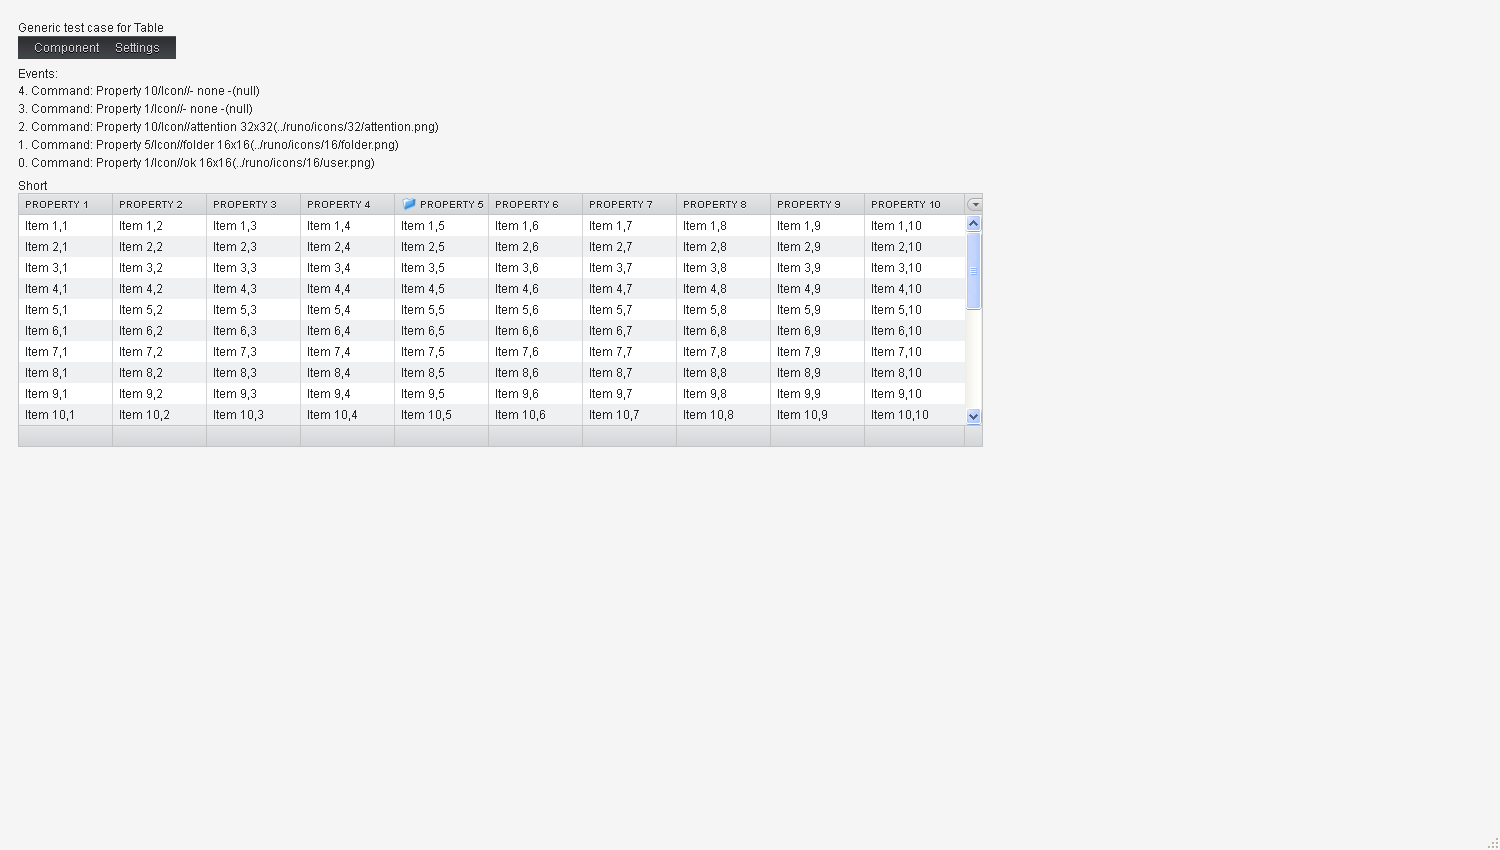 Generic test case for Table
Component Settings
Events:
4. Command: Property 10/Icon//- none -(null)
3. Command: Property 1/Icon//- none -(null)
2. Command: Property 10/Icon//attention 32x32(../runo/icons/32/attention.png)
1. Command: Property 5/Icon//folder 16x16(../runo/icons/16/folder.png)
0. Command: Property 1/Icon//ok 16x16(../runo/icons/16/user.png)
Short
PROPERTY 1 PROPERTY 2 PROPERTY 3 PROPERTY 4 PROPERTY 5 PROPERTY 6 PROPERTY 7 PROPERTY 8 PROPERTY 9 PROPERTY 10
Item 1,1 Item 1,2 Item 1,3 Item 1,4 Item 1,5 Item 1,6 Item 1,7 Item 1,8 Item 1,9 Item 1,10
Item 2,1 Item 2,2 Item 2,3 Item 2,4 Item 2,5 Item 2,6 Item 2,7 Item 2,8 Item 2,9 Item 2,10
Item 3,1 Item 3,2 Item 3,3 Item 3,4 Item 3,5 Item 3,6 Item 3,7 Item 3,8 Item 3,9 Item 3,10
Item 4,1 Item 4,2 Item 4,3 Item 4,4 Item 4,5 Item 4,6 Item 4,7 Item 4,8 Item 4,9 Item 4,10
Item 5,1 Item 5,2 Item 5,3 Item 5,4 Item 5,5 Item 5,6 Item 5,7 Item 5,8 Item 5,9 Item 5,10
Item 6,1 Item 6,2 Item 6,3 Item 6,4 Item 6,5 Item 6,6 Item 6,7 Item 6,8 Item 6,9 Item 6,10
Item 7,1 Item 7,2 Item 7,3 Item 7,4 Item 7,5 Item 7,6 Item 7,7 Item 7,8 Item 7,9 Item 7,10
Item 8,1 Item 8,2 Item 8,3 Item 8,4 Item 8,5 Item 8,6 Item 8,7 Item 8,8 Item 8,9 Item 8,10
Item 9,1 Item 9,2 Item 9,3 Item 9,4 Item 9,5 Item 9,6 Item 9,7 Item 9,8 Item 9,9 Item 9,10
Item 10,1 Item 10,2 Item 10,3 Item 10,4 Item 10,5 Item 10,6 Item 10,7 Item 10,8 Item 10,9 Item 10,10